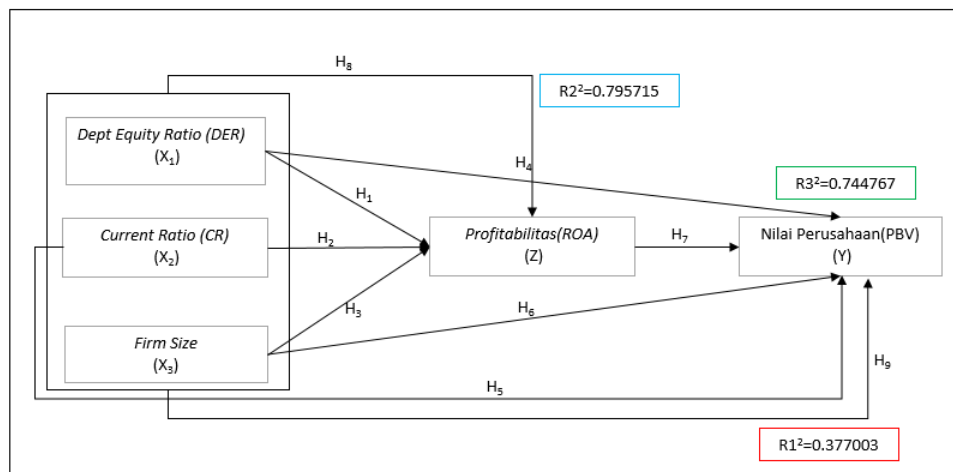 H₈
R2²=0.795715
Dept Equity Ratio (DER)
(X₁)
H₄
R3²=0.744767
H₁
Current Ratio (CR)
(X₂)
H₂
Profitabilitas(ROA)
(Z)
H₇
Nilai Perusahaan(PBV)
(Y)
H₃
H₆
Firm Size
(X₃)
H₅
H₉
R1²=0.377003